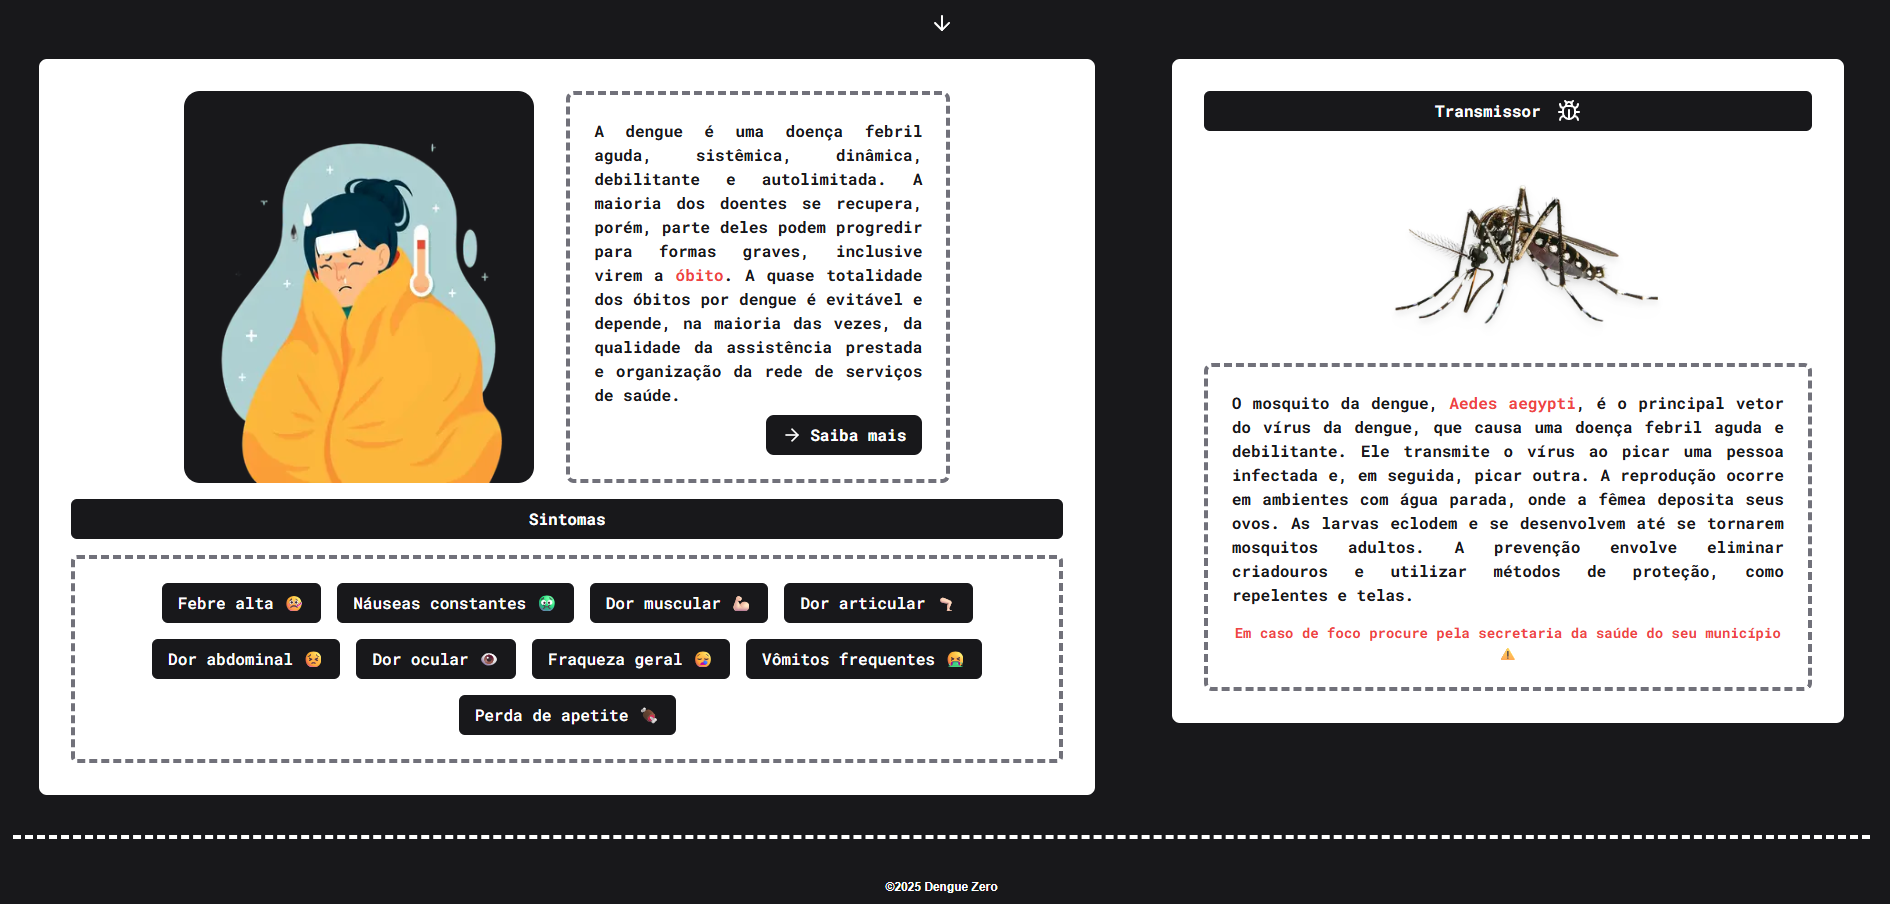 A dengue é uma doença febril
aguda, sistêmica, dinâmica,
debilitante e autolimitada. A
maioria dos doentes se recupera,
porém, parte deles podem progredir
para formas graves, inclusive
virem a óbito. A quase totalidade
dos óbitos por dengue é evitável e
depende, na maioria das vezes, da
qualidade da assistência prestada
e organização da rede de serviços
de saúde.
Saiba mais
Sintomas
Febre alta 🤒
Náuseas constantes 🤢
Dor muscular 💪🏻
Dor articular 🦵🏻
Dor abdominal 😣
Dor ocular 👁️
Fraqueza geral 😪
Vômitos frequentes 🤮
Perda de apetite 🍖
Transmissor
O mosquito da dengue, Aedes aegypti, é o principal vetor
do vírus da dengue, que causa uma doença febril aguda e
debilitante. Ele transmite o vírus ao picar uma pessoa
infectada e, em seguida, picar outra. A reprodução ocorre
em ambientes com água parada, onde a fêmea deposita seus
ovos. As larvas eclodem e se desenvolvem até se tornarem
mosquitos adultos. A prevenção envolve eliminar
criadouros e utilizar métodos de proteção, como
repelentes e telas.
Em caso de foco procure pela secretaria da saúde do seu município
⚠️
©2025 Dengue Zero